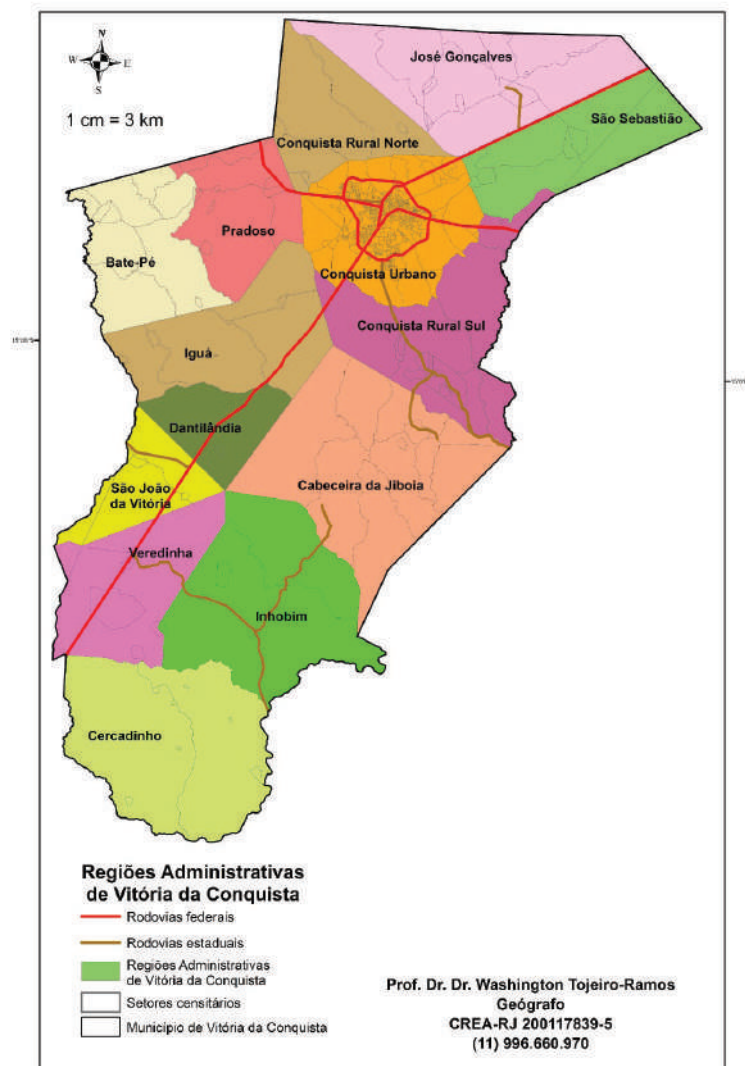 N
W E
S
1 cm = 3 km
José Gonçalves
São Sebastião
Conquista Rural Norte
Pradoso
Bate-Pé
Conquista Urbano
Conquista Rural Sul
Iguá
Dantilândia
Cabeceira da Jiboia
São João
da Vitória
Veredinha
Inhobim
Cercadinho
Regiões Administrativas
de Vitória da Conquista
Rodovias federais
Rodovias estaduais
Regiões Administrativas
de Vitória da Conquista
Setores censitários
Município de Vitória da Conquista
Prof. Dr. Dr. Washington Tojeiro-Ramos
Geógrafo
CREA-RJ 200117839-5
(11) 996.660.970